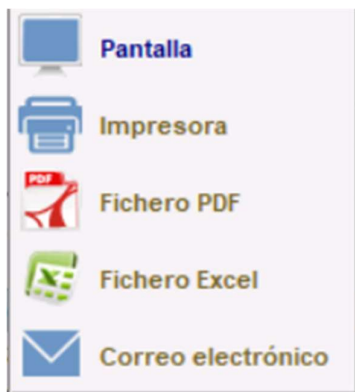 Pantalla
Impresora
PDF
Fichero PDF
Fichero Excel
Correo electrónico